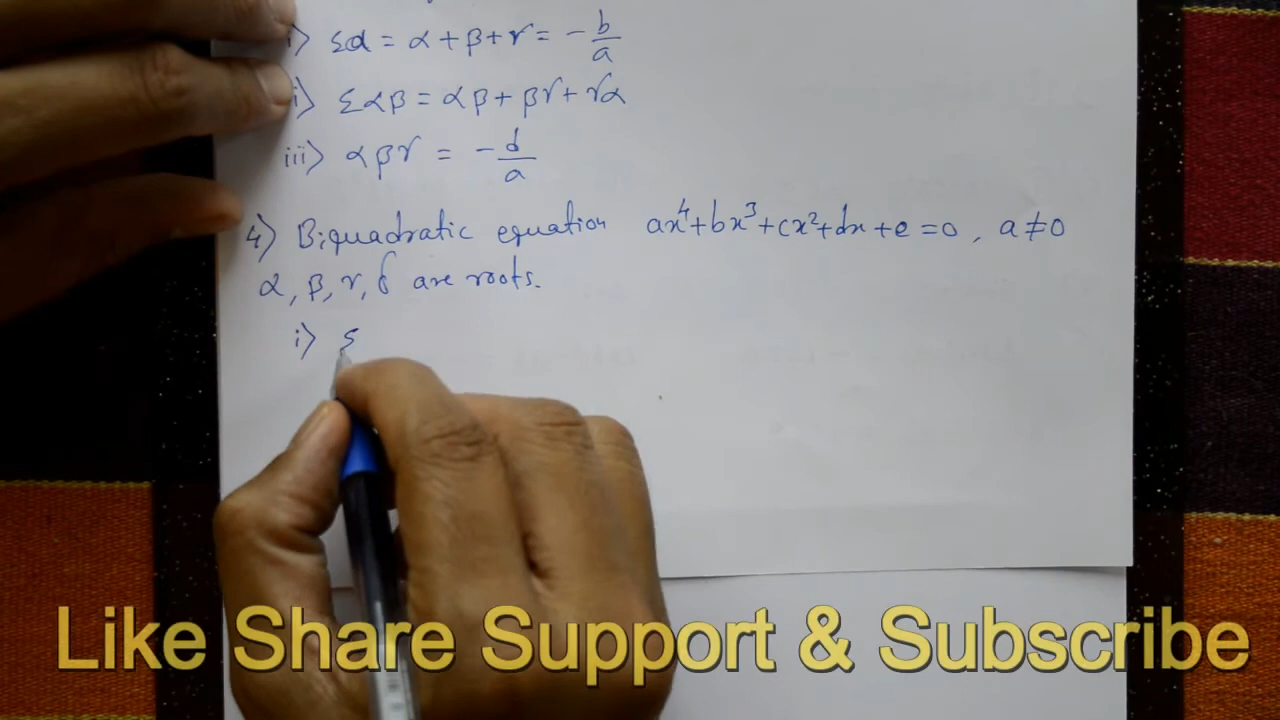 i) Σα = α + β + γ = - b/a
i) Σαβ = αβ + βγ + γα
iii) αβγ = - d/a
4) Biquadratic equation ax⁴+bx³+cx²+dx+e=0, a≠0
α, β, γ, δ are roots.
i) Σ
Like Share Support & Subscribe